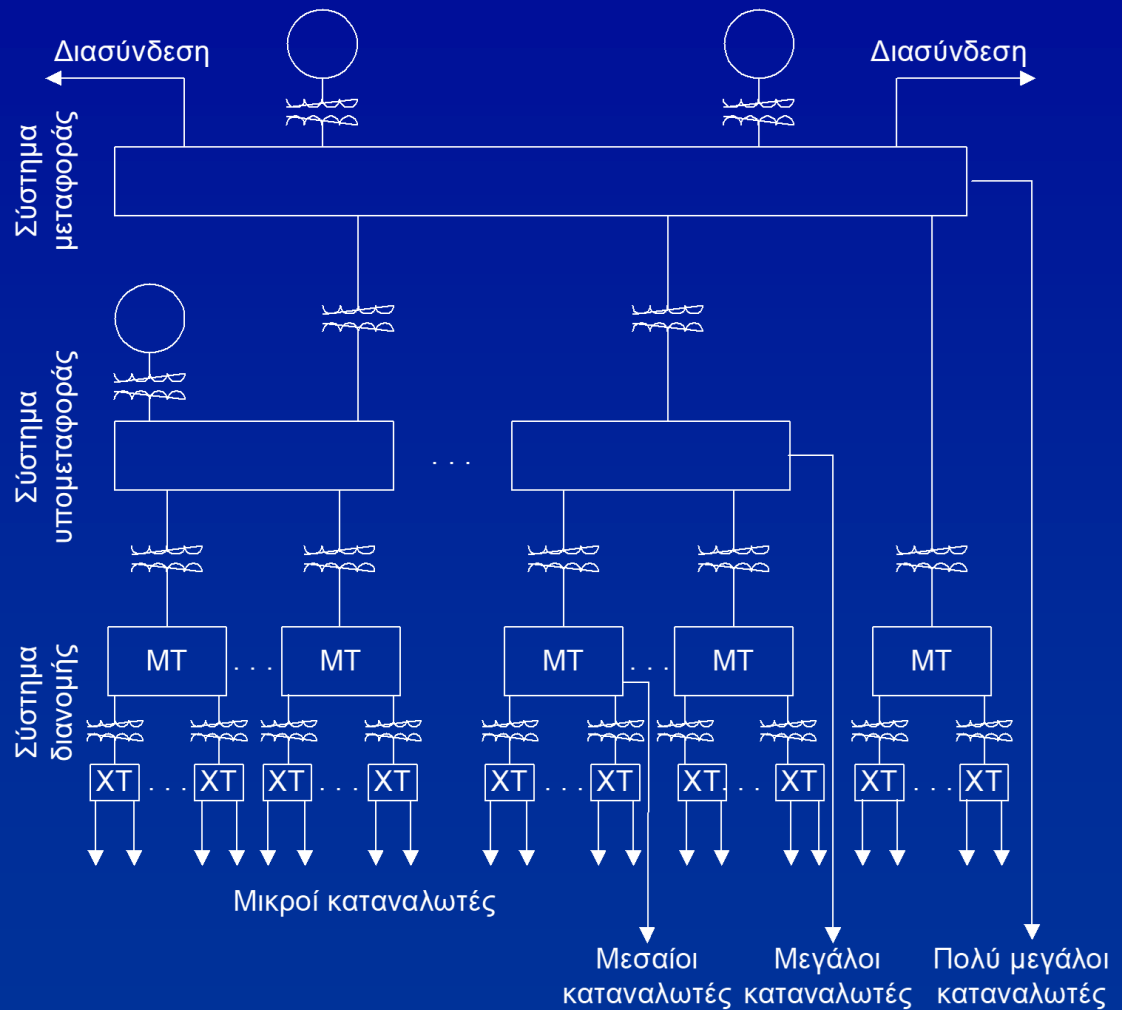 Διασύνδεση
Διασύνδεση
Σύστημα
μεταφοράς
Σύστημα
υπομεταφοράς
. . .
Σύστημα
διανομής
ΜΤ . . . ΜΤ ΜΤ . . . ΜΤ ΜΤ
ΧΤ . . . ΧΤ ΧΤ . . . ΧΤ ΧΤ . . . ΧΤ ΧΤ . . . ΧΤ ΧΤ . . . ΧΤ
Μικροί καταναλωτές
Μεσαίοι
καταναλωτές
Μεγάλοι
καταναλωτές
Πολύ μεγάλοι
καταναλωτές